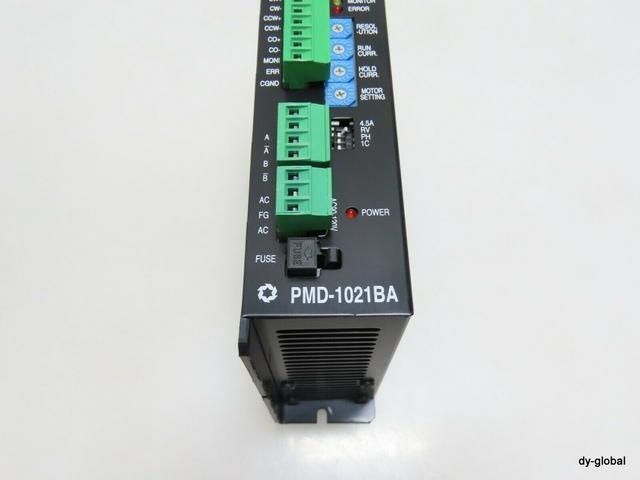 MONITOR
ERROR
CW-
CCW+
CCW-
CO+
CO-
MONI
ERR
CGND
RESOL
-UTION
RUN
CURR.
HOLD
CURR.
MOTOR
SETTING
4.5A
RV
PH
1C
A
A̅
B
B̅
AC
FG
AC
POWER
FUSE
FUSE
PMD-1021BA
dy-global